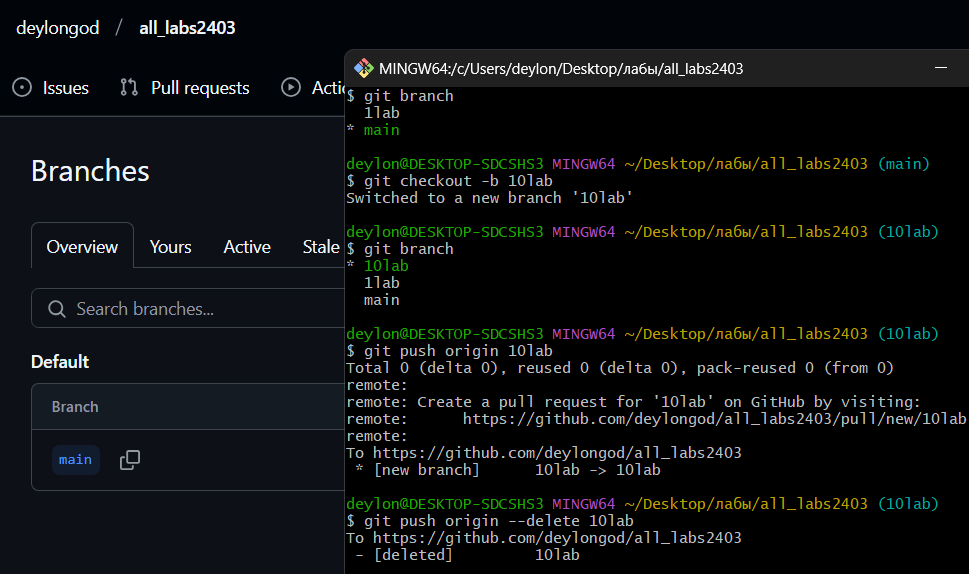 deylongod / all_labs2403
Issues Pull requests Actic
Branches
Overview Yours Active Stale
Search branches...
Default
Branch
main
MINGW64:/c/Users/deylon/Desktop/лабы/all_labs2403
$ git branch
  1lab
* main
deylon@DESKTOP-SDCSHS3 MINGW64 ~/Desktop/лабы/all_labs2403 (main)
$ git checkout -b 10lab
Switched to a new branch '10lab'
deylon@DESKTOP-SDCSHS3 MINGW64 ~/Desktop/лабы/all_labs2403 (10lab)
$ git branch
* 10lab
  1lab
  main
deylon@DESKTOP-SDCSHS3 MINGW64 ~/Desktop/лабы/all_labs2403 (10lab)
$ git push origin 10lab
Total 0 (delta 0), reused 0 (delta 0), pack-reused 0 (from 0)
remote:
remote: Create a pull request for '10lab' on GitHub by visiting:
remote:      https://github.com/deylongod/all_labs2403/pull/new/10lab
remote:
To https://github.com/deylongod/all_labs2403
 * [new branch]      10lab -> 10lab
deylon@DESKTOP-SDCSHS3 MINGW64 ~/Desktop/лабы/all_labs2403 (10lab)
$ git push origin --delete 10lab
To https://github.com/deylongod/all_labs2403
 - [deleted]         10lab